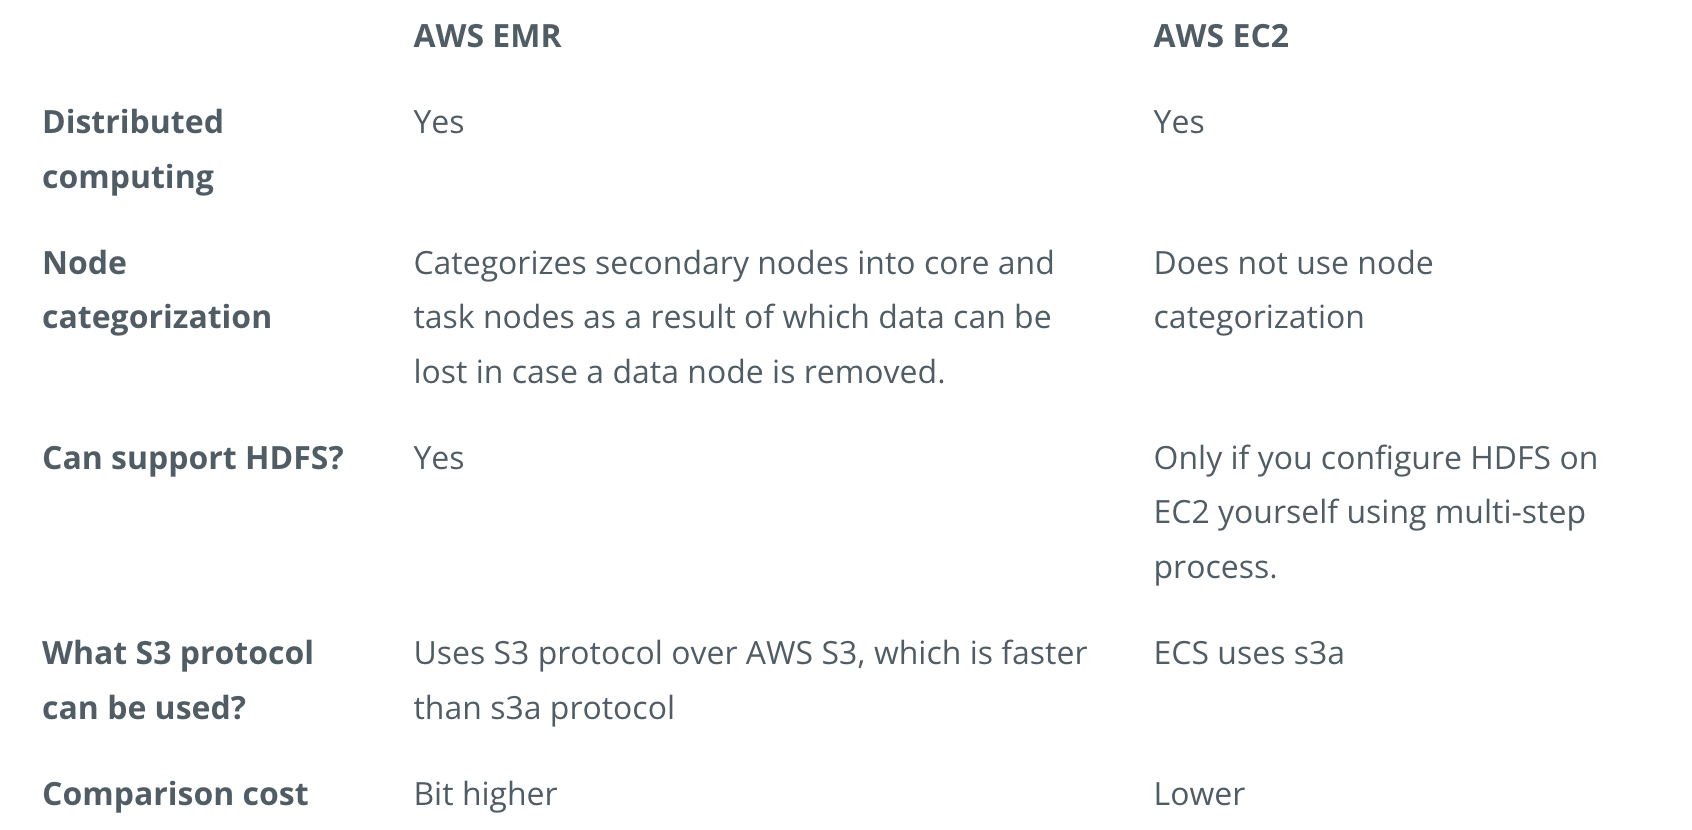 AWS EMR AWS EC2
Distributed computing Yes Yes
Node categorization Categorizes secondary nodes into core and task nodes as a result of which data can be lost in case a data node is removed. Does not use node categorization
Can support HDFS? Yes Only if you configure HDFS on EC2 yourself using multi-step process.
What S3 protocol can be used? Uses S3 protocol over AWS S3, which is faster than s3a protocol ECS uses s3a
Comparison cost Bit higher Lower